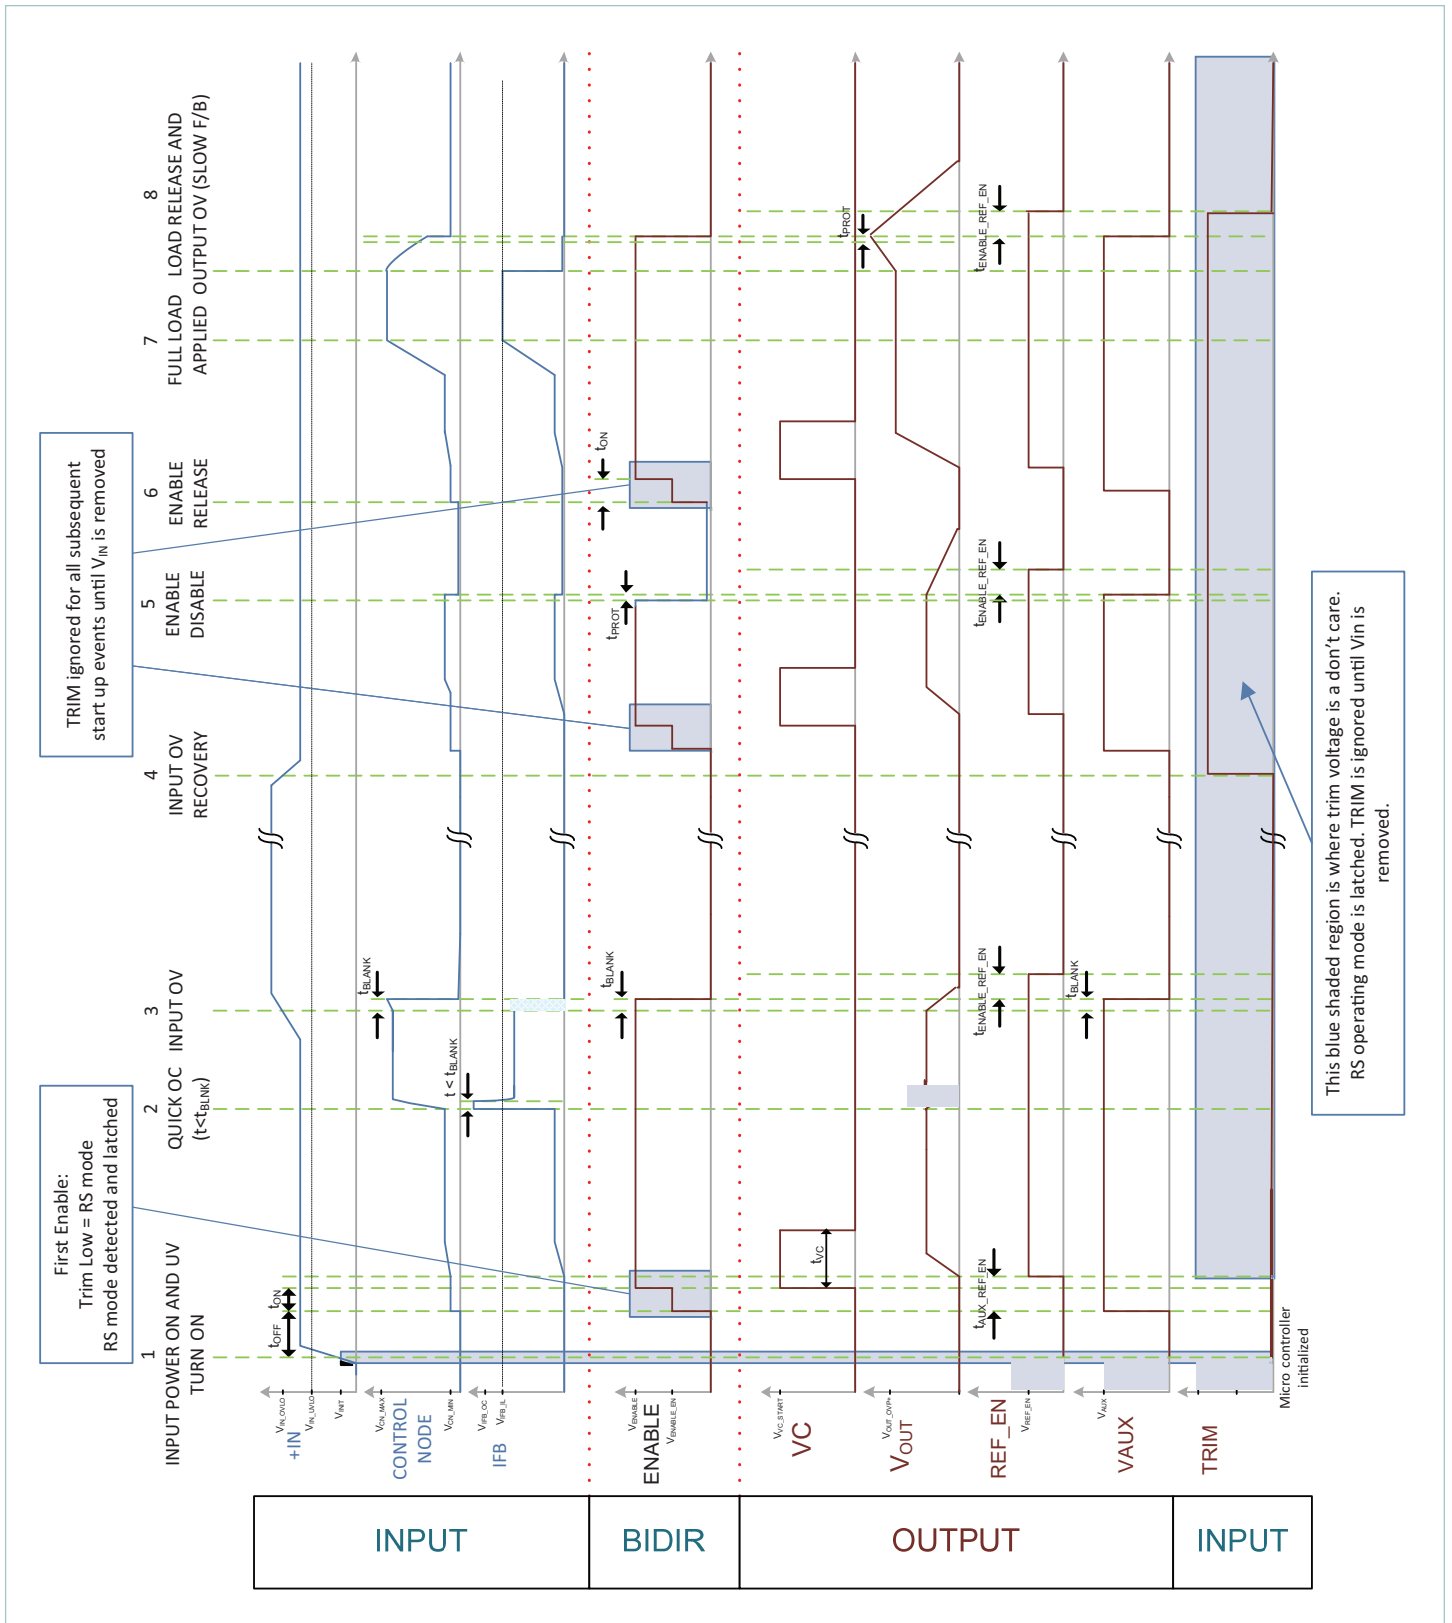 1
INPUT POWER ON AND UV
TURN ON
2
QUICK OC
(t<tBLNK)
3
INPUT OV
4
INPUT OV
RECOVERY
5
ENABLE
DISABLE
6
ENABLE
RELEASE
7
FULL LOAD
APPLIED
8
LOAD RELEASE AND
OUTPUT OV (SLOW F/B)
First Enable:
Trim Low = RS mode
RS mode detected and latched
TRIM ignored for all subsequent
start up events until VIN is removed
INPUT
+IN
VIN_OVLO
VIN_UVLO
VINIT
tOFF
tON
CONTROL
NODE
VCN_MAX
VCN_MIN
tBLANK
IFB
VIFB_OC
VIFB_IL
t < tBLANK
BIDIR
ENABLE
VENABLE
VENABLE_EN
tBLANK
tPROT
tON
OUTPUT
VC
VVC_START
tVC
VOUT
VOUT_OVP+
tPROT
REF_EN
VREF_EN
tAUX_REF_EN
tENABLE_REF_EN
tENABLE_REF_EN
tENABLE_REF_EN
VAUX
VAUX
tBLANK
INPUT
TRIM
Micro controller
initialized
This blue shaded region is where trim voltage is a don't care.
RS operating mode is latched. TRIM is ignored until Vin is
removed.